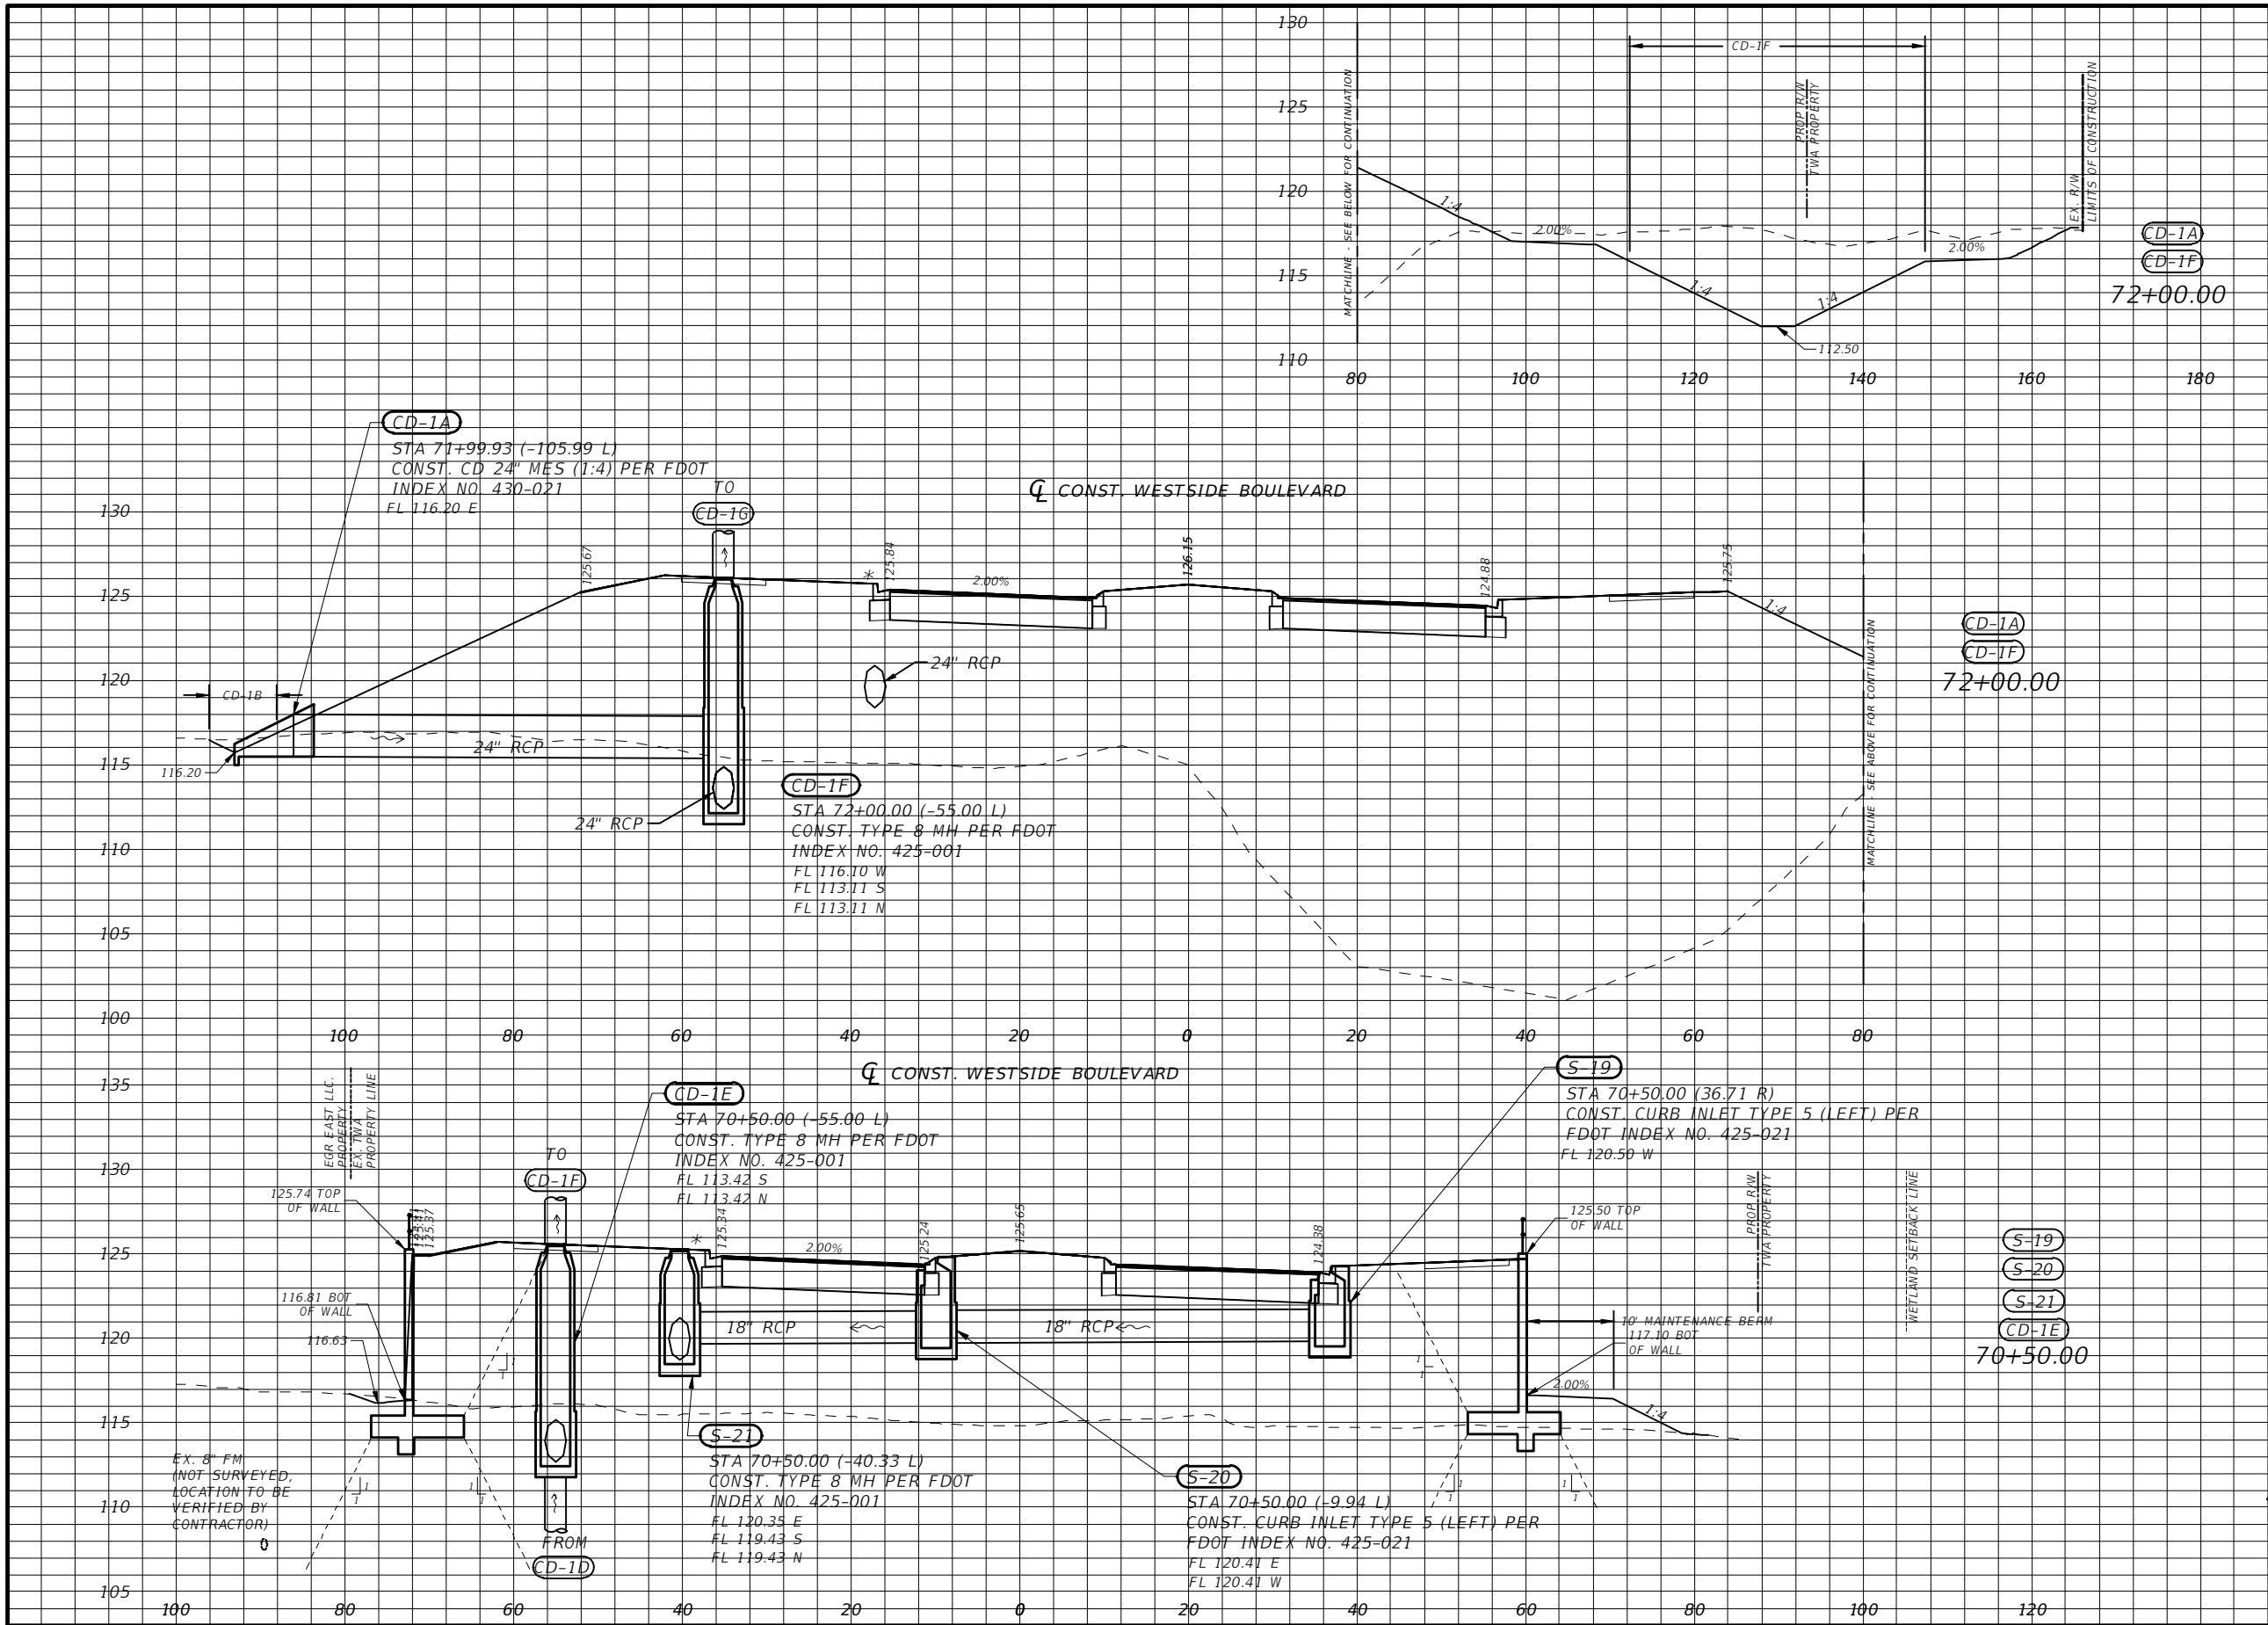 130
125
120
115
110
80
100
120
140
160
180
MATCHLINE - SEE BELOW FOR CONTINUATION
CD-1F
PROP R/W
TWA PROPERTY
EX. R/W
LIMITS OF CONSTRUCTION
1:4
2.00%
1:4
1:4
2.00%
112.50
CD-1A
CD-1F
72+00.00
CD-1A
STA 71+99.93 (-105.99 L)
CONST. CD 24" MES (1:4) PER FDOT
INDEX NO. 430-021
FL 116.20 E
TO
CD-1G
CL CONST. WESTSIDE BOULEVARD
130
125
120
115
110
105
100
125.67
*
125.84
2.00%
126.15
124.88
125.75
1:4
24" RCP
CD-1B
24" RCP
116.20
24" RCP
CD-1F
STA 72+00.00 (-55.00 L)
CONST. TYPE 8 MH PER FDOT
INDEX NO. 425-001
FL 116.10 W
FL 113.11 S
FL 113.11 N
MATCHLINE - SEE ABOVE FOR CONTINUATION
CD-1A
CD-1F
72+00.00
100
80
60
40
20
0
20
40
60
80
CL CONST. WESTSIDE BOULEVARD
135
130
125
120
115
110
105
EGR EAST LLC.
PROPERTY
EX. TWA
PROPERTY LINE
CD-1E
STA 70+50.00 (-55.00 L)
CONST. TYPE 8 MH PER FDOT
INDEX NO. 425-001
FL 113.42 S
FL 113.42 N
TO
CD-1F
S-19
STA 70+50.00 (36.71 R)
CONST. CURB INLET TYPE 5 (LEFT) PER
FDOT INDEX NO. 425-021
FL 120.50 W
125.74 TOP
OF WALL
125.37
*
125.34
2.00%
125.24
125.65
124.38
125.50 TOP
OF WALL
PROP R/W
TWA PROPERTY
WETLAND SETBACK LINE
116.81 BOT
OF WALL
116.63
18" RCP
18" RCP
10' MAINTENANCE BERM
117.10 BOT
OF WALL
2.00%
1:4
1
1
1
1
1
1
1
1
1
1
1
1
S-19
S-20
S-21
CD-1E
70+50.00
EX. 8" FM
(NOT SURVEYED,
LOCATION TO BE
VERIFIED BY
CONTRACTOR)
FROM
CD-1D
S-21
STA 70+50.00 (-40.33 L)
CONST. TYPE 8 MH PER FDOT
INDEX NO. 425-001
FL 120.35 E
FL 119.43 S
FL 119.43 N
S-20
STA 70+50.00 (-9.94 L)
CONST. CURB INLET TYPE 5 (LEFT) PER
FDOT INDEX NO. 425-021
FL 120.41 E
FL 120.41 W
100
80
60
40
20
0
20
40
60
80
100
120